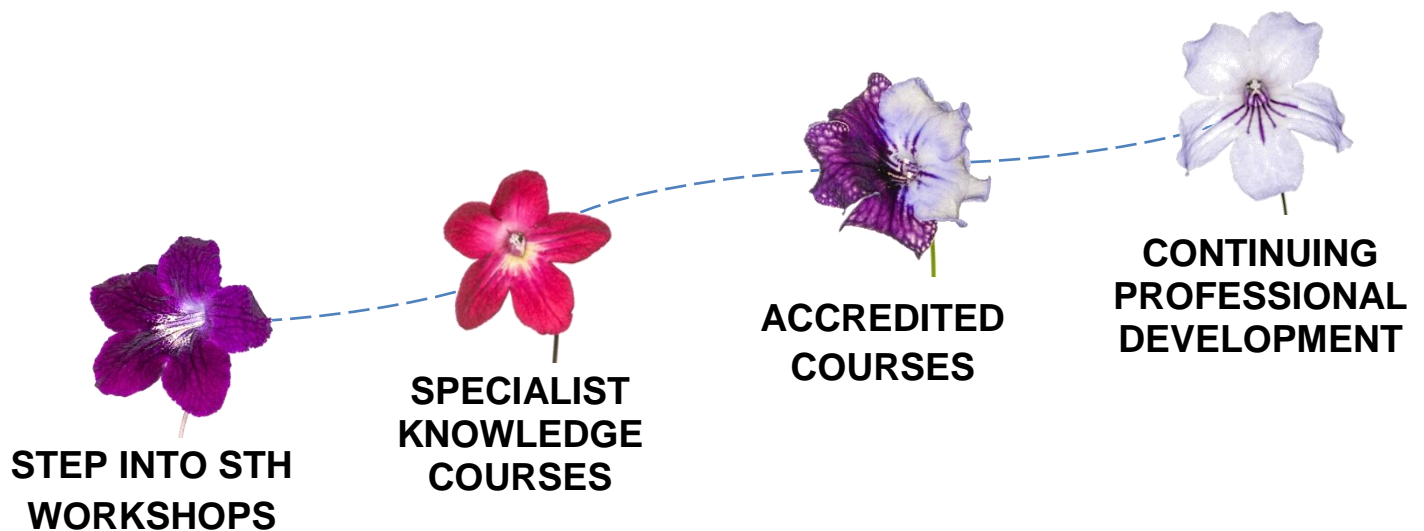 STEP INTO STH
WORKSHOPS
SPECIALIST
KNOWLEDGE
COURSES
ACCREDITED
COURSES
CONTINUING
PROFESSIONAL
DEVELOPMENT